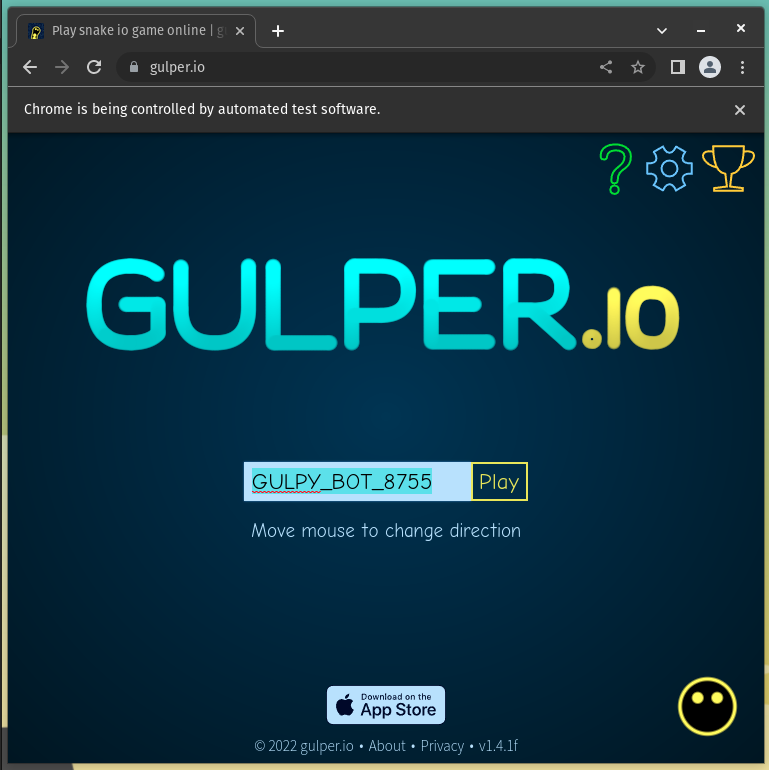 Play snake io game online | g
gulper.io
Chrome is being controlled by automated test software.
GULPER.IO
GULPY_BOT_8755
Play
Move mouse to change direction
Download on the
App Store
© 2022 gulper.io • About • Privacy • v1.4.1f